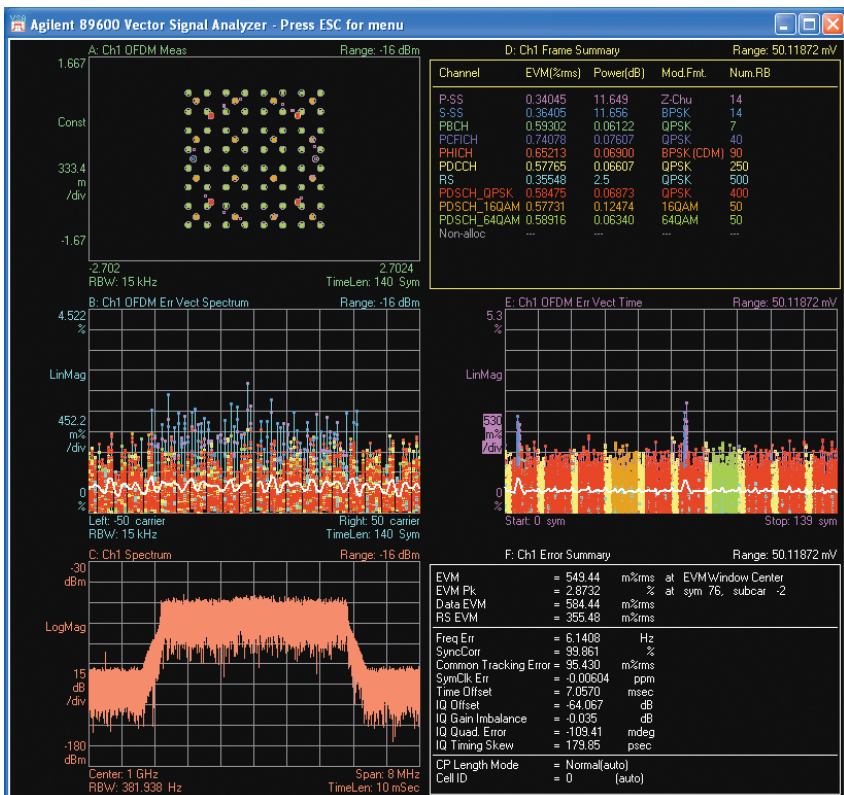 Agilent 89600 Vector Signal Analyzer - Press ESC for menu
A: Ch1 OFDM Meas Range: -16 dBm
1.667
Const
333.4
m
/div
-1.67
-2.702 2.7024
RBW: 15 kHz TimeLen: 140 Sym
D: Ch1 Frame Summary Range: 50.11872 mV
Channel EVM(%rms) Power(dB) Mod.Fmt. Num.RB
P-SS 0.34045 11.649 Z-Chu 14
S-SS 0.36405 11.656 BPSK 14
PBCH 0.59302 0.06122 QPSK 7
PCFICH 0.74078 0.07607 QPSK 40
PHICH 0.65213 0.06900 BPSK (CDM) 90
PDCCH 0.57765 0.06607 QPSK 250
RS 0.35548 2.5 QPSK 500
PDSCH_QPSK 0.58475 0.06873 QPSK 400
PDSCH_16QAM 0.57731 0.12474 16QAM 50
PDSCH_64QAM 0.58916 0.06340 64QAM 50
Non-alloc --- --- --- ---
B: Ch1 OFDM Err Vect Spectrum Range: -16 dBm
4.522
%
LinMag
452.2
m%
/div
0
%
Left: -50 carrier Right: 50 carrier
RBW: 15 kHz TimeLen: 140 Sym
E: Ch1 OFDM Err Vect Time Range: 50.11872 mV
5.3
%
LinMag
530
m%
/div
0
%
Start: 0 sym Stop: 139 sym
C: Ch1 Spectrum Range: -16 dBm
-30
dBm
LogMag
15
dB
/div
-180
dBm
Center: 1 GHz Span: 8 MHz
RBW: 381.938 Hz TimeLen: 10 mSec
F: Ch1 Error Summary Range: 50.11872 mV
EVM = 549.44 m%rms at EVMWindow Center
EVM Pk = 2.8732 % at sym 76, subcar -2
Data EVM = 584.44 m%rms
RS EVM = 355.48 m%rms
Freq Err = 6.1408 Hz
SyncCorr = 99.861 %
Common Tracking Error = 95.430 m%rms
SymClk Err = -0.00604 ppm
Time Offset = 7.0570 msec
IQ Offset = -64.067 dB
IQ Gain Imbalance = -0.035 dB
IQ Quad. Error = -109.41 mdeg
IQ Timing Skew = 179.85 psec
CP Length Mode = Normal(auto)
Cell ID = 0 (auto)